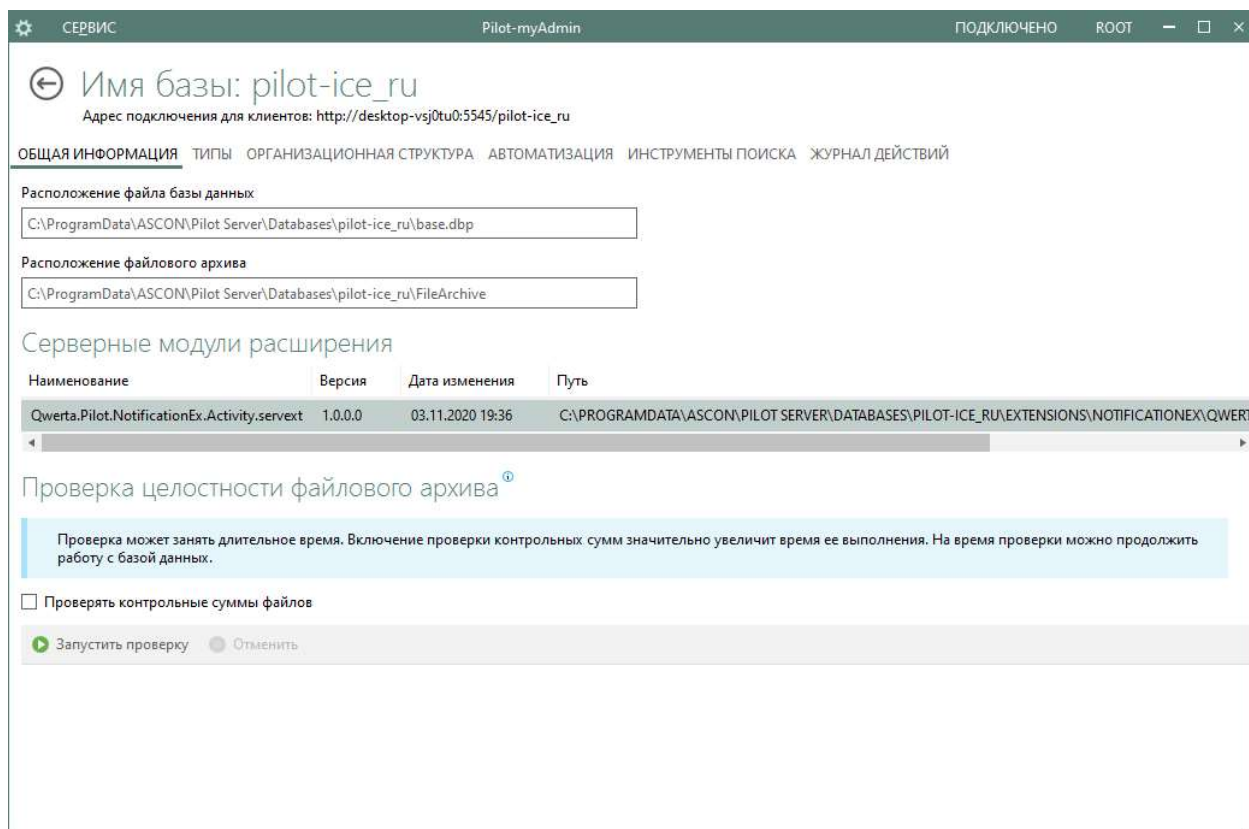 СЕРВИС Pilot-myAdmin ПОДКЛЮЧЕНО ROOT
Имя базы: pilot-ice_ru
Адрес подключения для клиентов: http://desktop-vsj0tu0:5545/pilot-ice_ru
ОБЩАЯ ИНФОРМАЦИЯ ТИПЫ ОРГАНИЗАЦИОННАЯ СТРУКТУРА АВТОМАТИЗАЦИЯ ИНСТРУМЕНТЫ ПОИСКА ЖУРНАЛ ДЕЙСТВИЙ
Расположение файла базы данных
C:\ProgramData\ASCON\Pilot Server\Databases\pilot-ice_ru\base.dbp
Расположение файлового архива
C:\ProgramData\ASCON\Pilot Server\Databases\pilot-ice_ru\FileArchive
Серверные модули расширения
Наименование Версия Дата изменения Путь
Qwerta.Pilot.NotificationEx.Activity.servext 1.0.0.0 03.11.2020 19:36 C:\PROGRAMDATA\ASCON\PILOT SERVER\DATABASES\PILOT-ICE_RU\EXTENSIONS\NOTIFICATIONEX\QWERT
Проверка целостности файлового архива
Проверка может занять длительное время. Включение проверки контрольных сумм значительно увеличит время ее выполнения. На время проверки можно продолжить
работу с базой данных.
Проверять контрольные суммы файлов
Запустить проверку Отменить